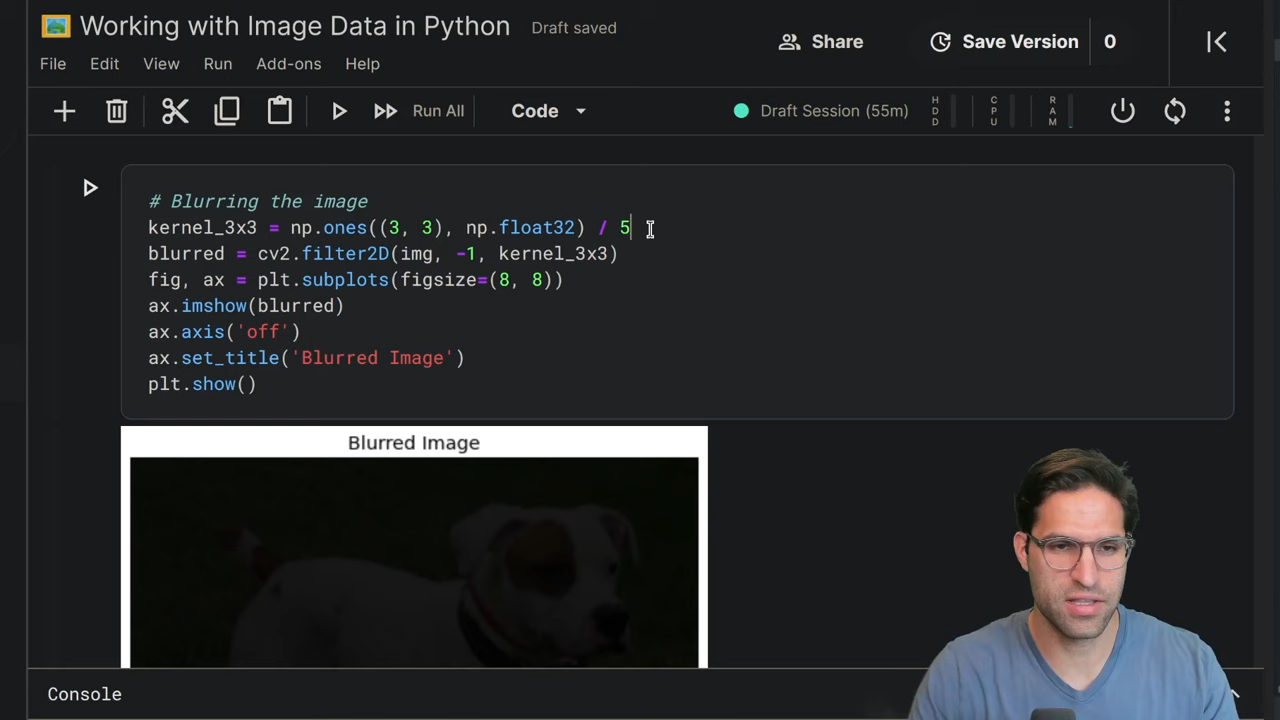 Working with Image Data in Python Draft saved
Share
Save Version
0
File Edit View Run Add-ons Help
Run All
Code
Draft Session (55m)
HDD
CPU
RAM
# Blurring the image
kernel_3x3 = np.ones((3, 3), np.float32) / 5
blurred = cv2.filter2D(img, -1, kernel_3x3)
fig, ax = plt.subplots(figsize=(8, 8))
ax.imshow(blurred)
ax.axis('off')
ax.set_title('Blurred Image')
plt.show()
Blurred Image
Console